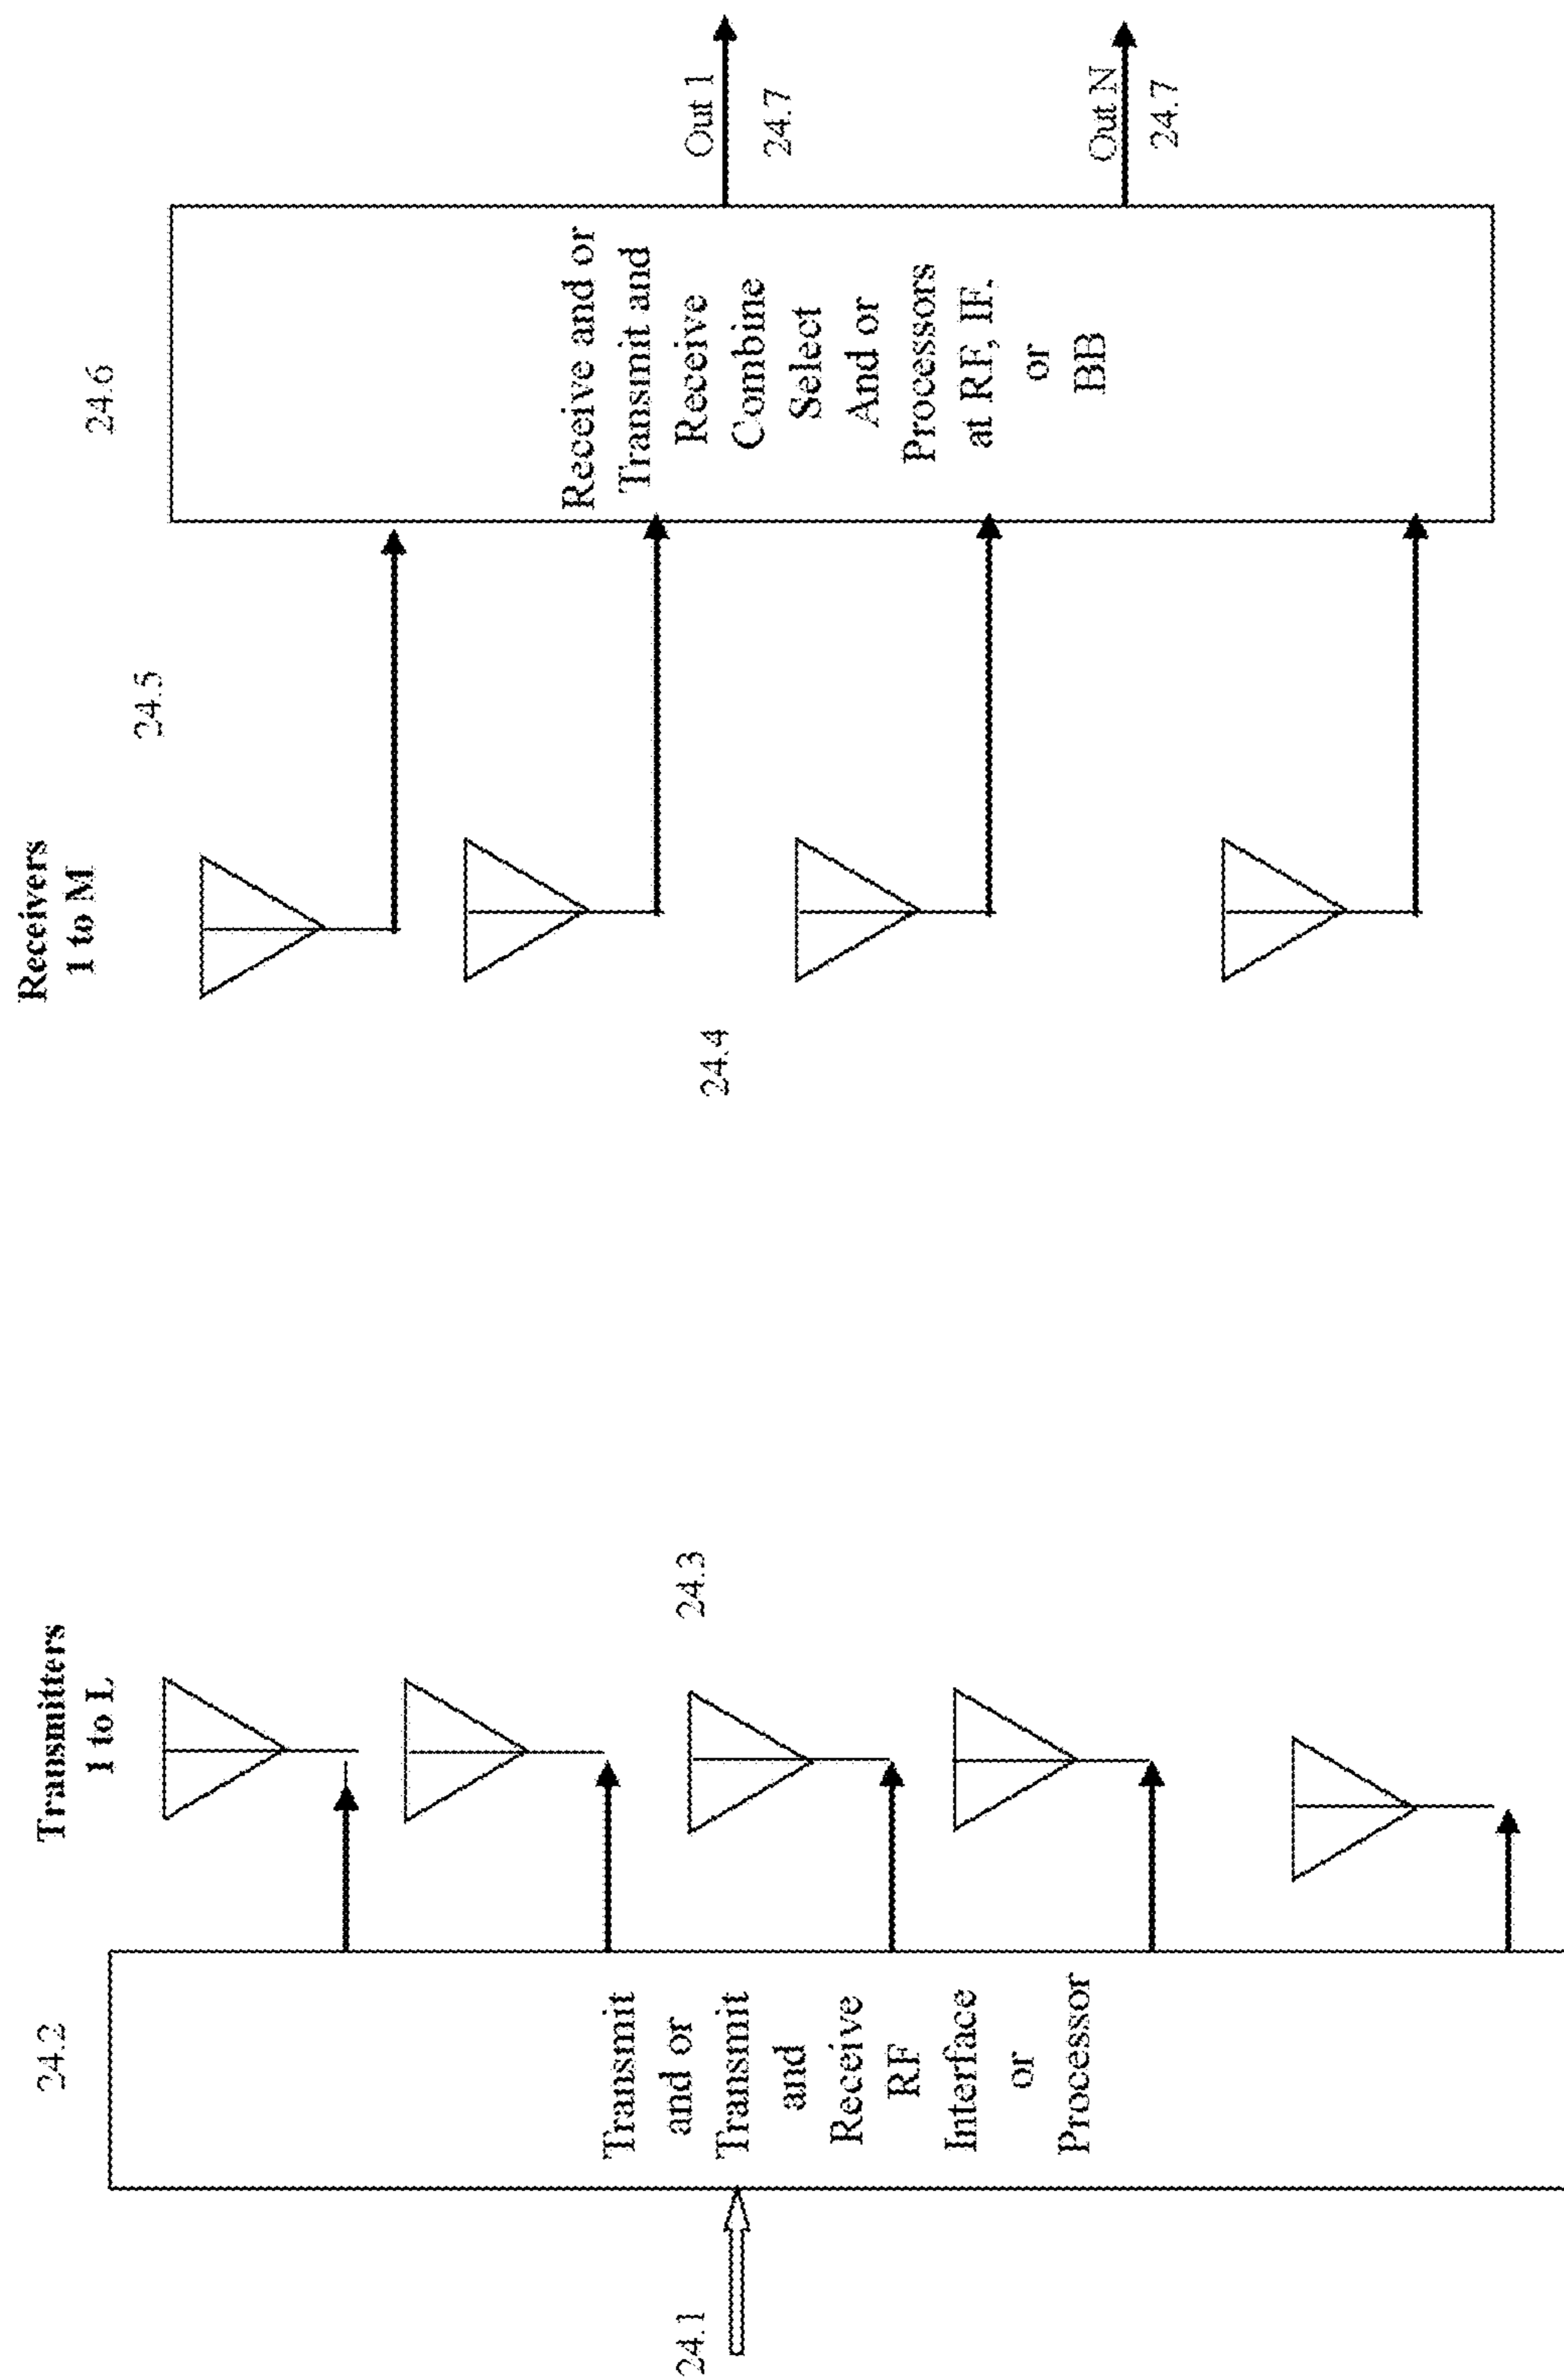 Transmitters
1 to L
Receivers
1 to M
24.1
24.2
Transmit
and or
Transmit
and
Receive
RF
Interface
or
Processor
24.3
24.4
24.5
24.6
Receive and or
Transmit and
Receive
Combine
Select
And or
Processors
at RF, IF,
or
BB
Out 1
24.7
Out N
24.7